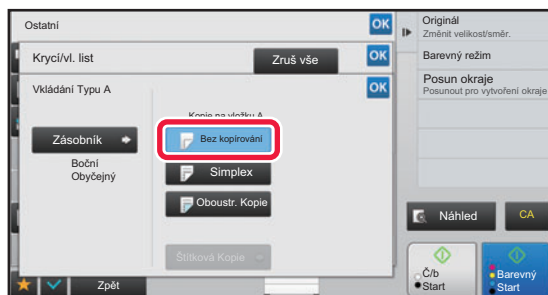 Ostatní
OK
Krycí/vl. list
Zruš vše
OK
Vkládání Typu A
OK
Kopie na vložku A
Zásobník
Boční
Obyčejný
Bez kopírování
Simplex
Oboustr. Kopie
Štítková Kopie
Zpět
Originál
Změnit velikost/směr.
Barevný režim
Posun okraje
Posunout pro vytvoření okraje
Náhled
CA
Č/b
Start
Barevný
Start